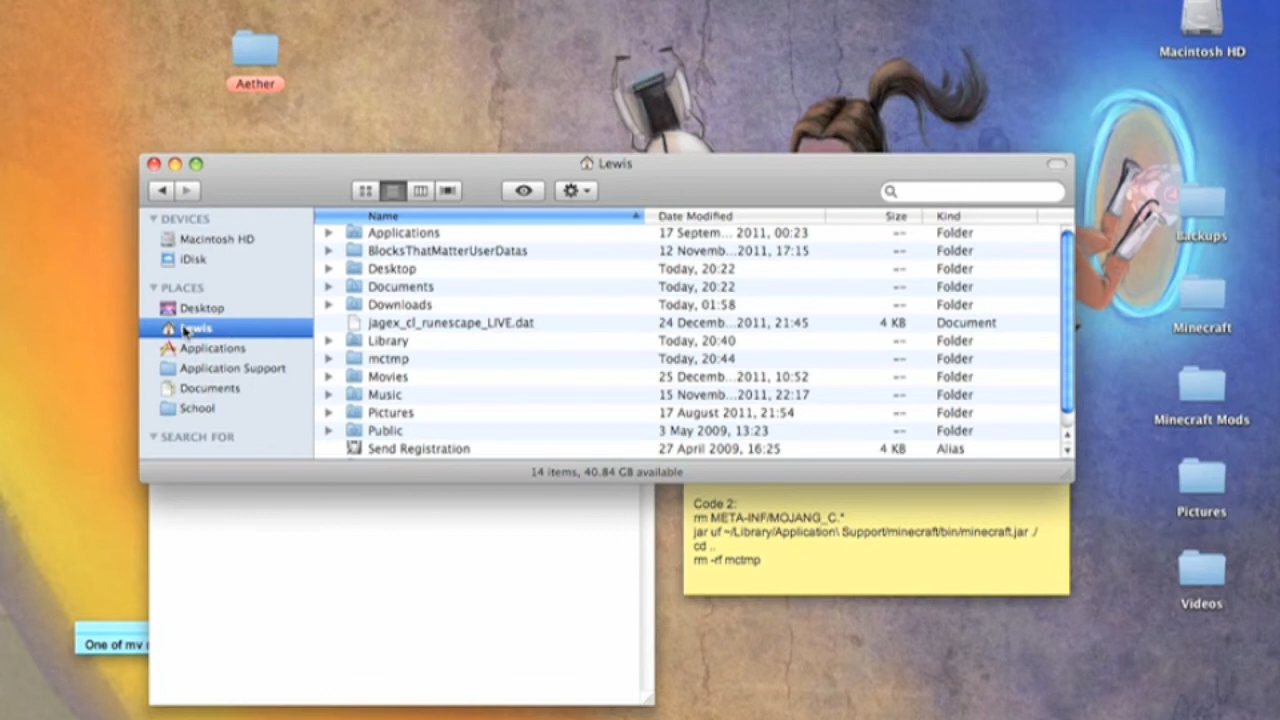 Macintosh HD
Aether
Lewis
Name Date Modified Size Kind
DEVICES
Macintosh HD
iDisk
PLACES
Desktop
Lewis
Applications
Application Support
Documents
School
SEARCH FOR
Applications 17 Septem... 2011, 00:23 -- Folder
BlocksThatMatterUserDatas 12 Novemb...2011, 17:15 -- Folder
Desktop Today, 20:22 -- Folder
Documents Today, 20:22 -- Folder
Downloads Today, 01:58 -- Folder
jagex_cl_runescape_LIVE.dat 24 Decemb...2011, 21:45 4 KB Document
Library Today, 20:40 -- Folder
mctmp Today, 20:44 -- Folder
Movies 25 Decemb...2011, 10:52 -- Folder
Music 15 Novemb...2011, 22:17 -- Folder
Pictures 17 August 2011, 21:54 -- Folder
Public 3 May 2009, 13:23 -- Folder
Send Registration 27 April 2009, 16:25 4 KB Alias
14 items, 40.84 GB available
Backups
Minecraft
Minecraft Mods
Pictures
Videos
Code 2:
rm META-INF/MOJANG_C.*
jar uf ~/Library/Application\ Support/minecraft/bin/minecraft.jar ./
cd ..
rm -rf mctmp
One of my